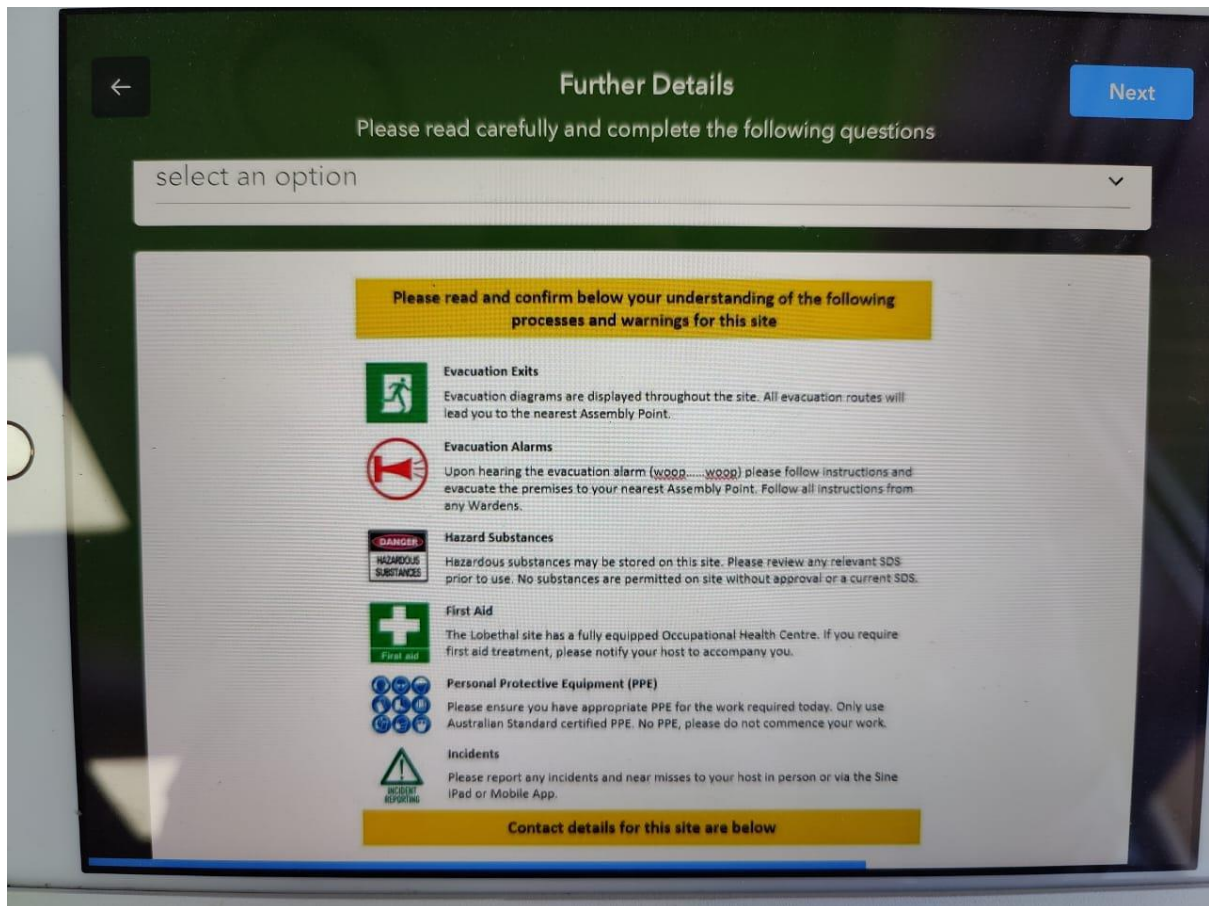 Further Details
Next
Please read carefully and complete the following questions
select an option
Please read and confirm below your understanding of the following
processes and warnings for this site
Evacuation Exits
Evacuation diagrams are displayed throughout the site. All evacuation routes will
lead you to the nearest Assembly Point.
Evacuation Alarms
Upon hearing the evacuation alarm (woop......woop) please follow instructions and
evacuate the premises to your nearest Assembly Point. Follow all instructions from
any Wardens.
DANGER
HAZARDOUS
SUBSTANCES
Hazard Substances
Hazardous substances may be stored on this site. Please review any relevant SDS
prior to use. No substances are permitted on site without approval or a current SDS.
First aid
First Aid
The Lobethal site has a fully equipped Occupational Health Centre. If you require
first aid treatment, please notify your host to accompany you.
Personal Protective Equipment (PPE)
Please ensure you have appropriate PPE for the work required today. Only use
Australian Standard certified PPE. No PPE, please do not commence your work.
INCIDENT
REPORTING
Incidents
Please report any incidents and near misses to your host in person or via the Sine
iPad or Mobile App.
Contact details for this site are below